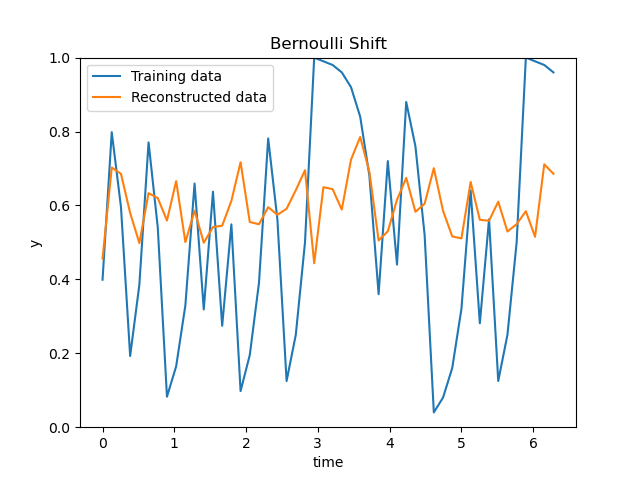 Bernoulli Shift
Training data
Reconstructed data
y
1.0
0.8
0.6
0.4
0.2
0.0
0 1 2 3 4 5 6
time